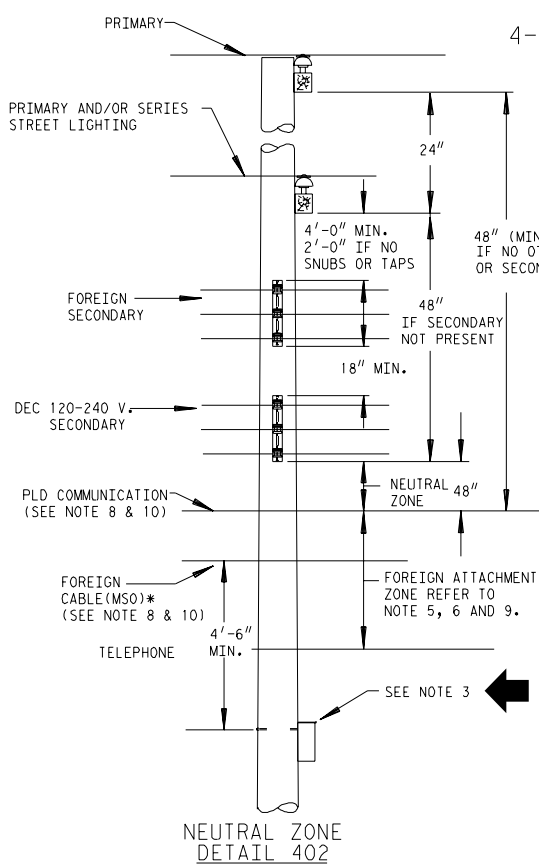 PRIMARY
4-
PRIMARY AND/OR SERIES
STREET LIGHTING
24"
4'-0" MIN.
2'-0" IF NO
SNUBS OR TAPS
48" (MIN
IF NO OT
OR SECON
FOREIGN
SECONDARY
48"
IF SECONDARY
NOT PRESENT
18" MIN.
DEC 120-240 V.
SECONDARY
NEUTRAL
ZONE
48"
PLD COMMUNICATION
(SEE NOTE 8 & 10)
FOREIGN
CABLE(MSO)*
(SEE NOTE 8 & 10)
FOREIGN ATTACHMENT
ZONE REFER TO
NOTE 5, 6 AND 9.
4'-6"
MIN.
TELEPHONE
SEE NOTE 3
NEUTRAL ZONE
DETAIL 402